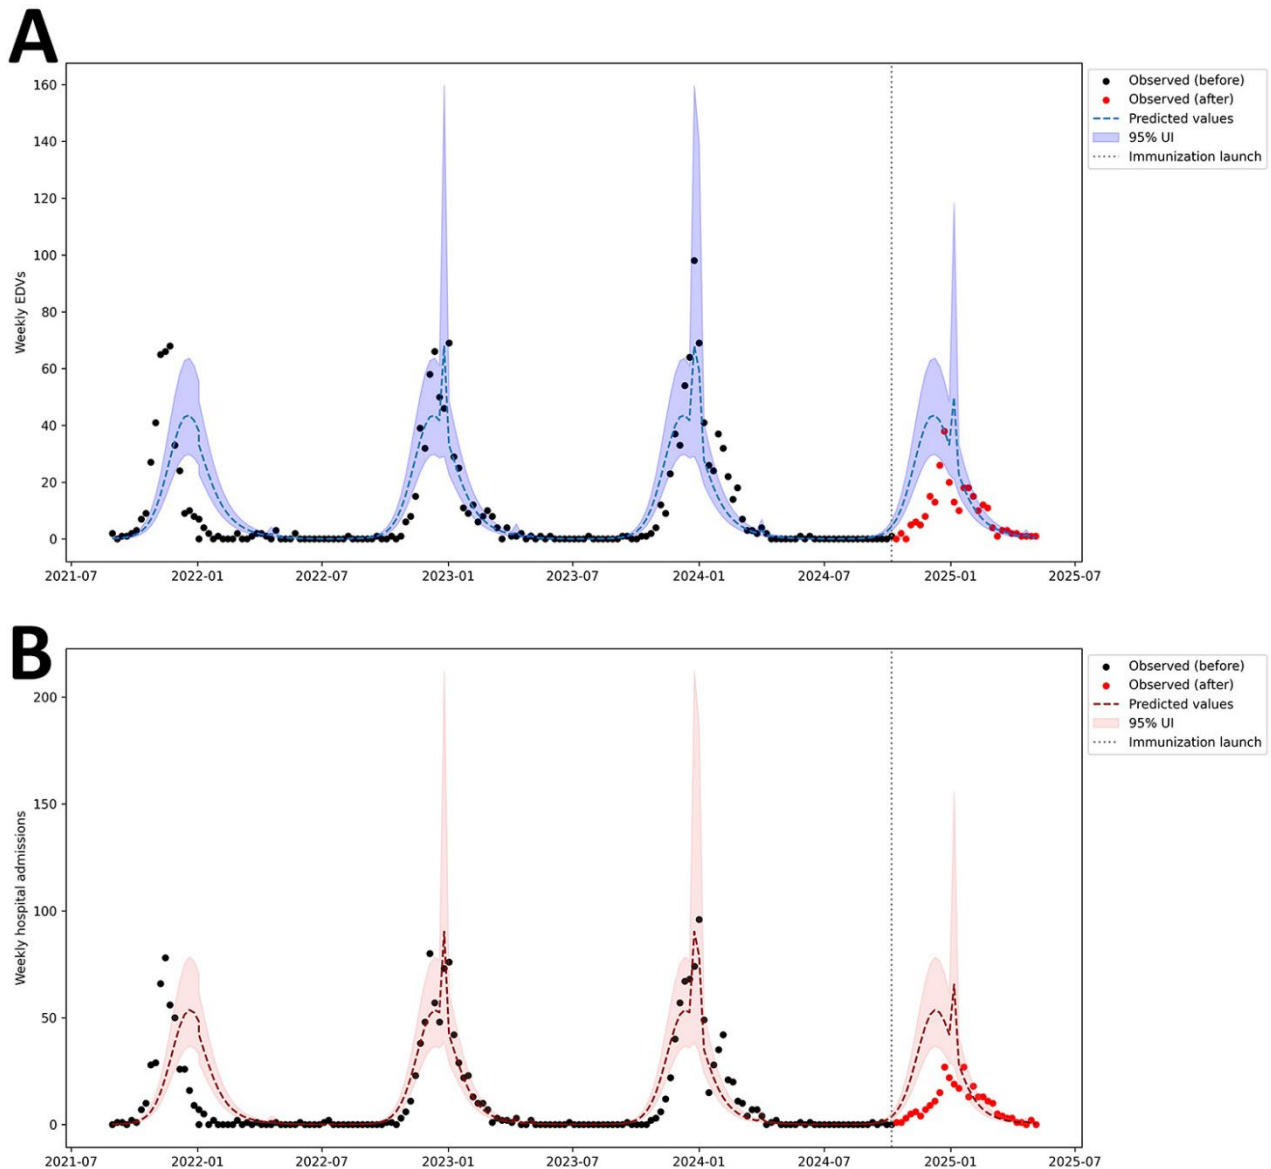 A
160
140
120
100
80
60
40
20
0
Weekly EDVs
2021-07 2022-01 2022-07 2023-01 2023-07 2024-01 2024-07 2025-01 2025-07
Observed (before)
Observed (after)
Predicted values
95% UI
Immunization launch
B
200
150
100
50
0
Weekly hospital admissions
2021-07 2022-01 2022-07 2023-01 2023-07 2024-01 2024-07 2025-01 2025-07
Observed (before)
Observed (after)
Predicted values
95% UI
Immunization launch